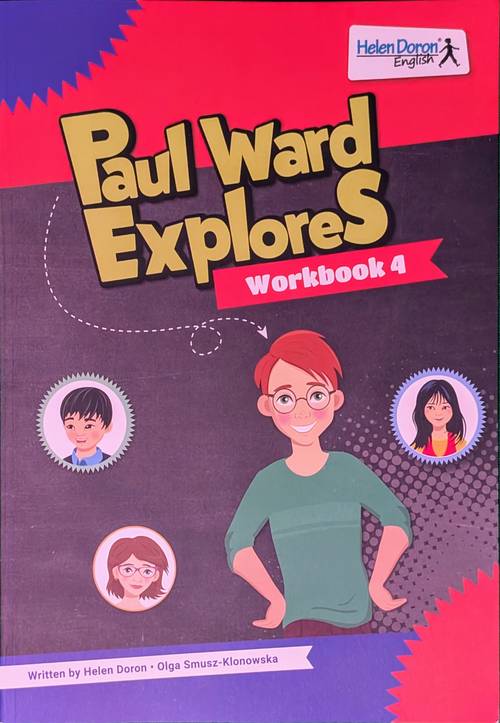 Helen Doron®
English
Paul Ward
ExploreS
Workbook 4
Written by Helen Doron • Olga Smusz-Klonowska